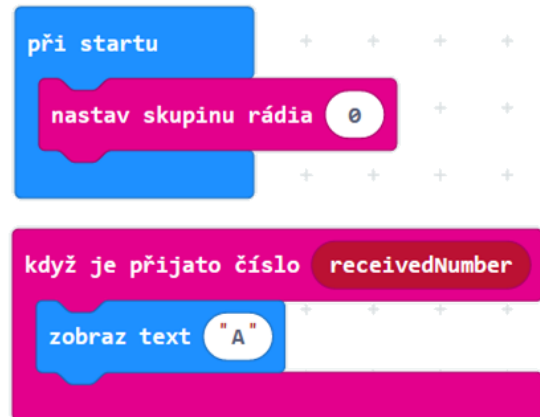 při startu
nastav skupinu rádia 0
když je přijato číslo receivedNumber
zobraz text "A"